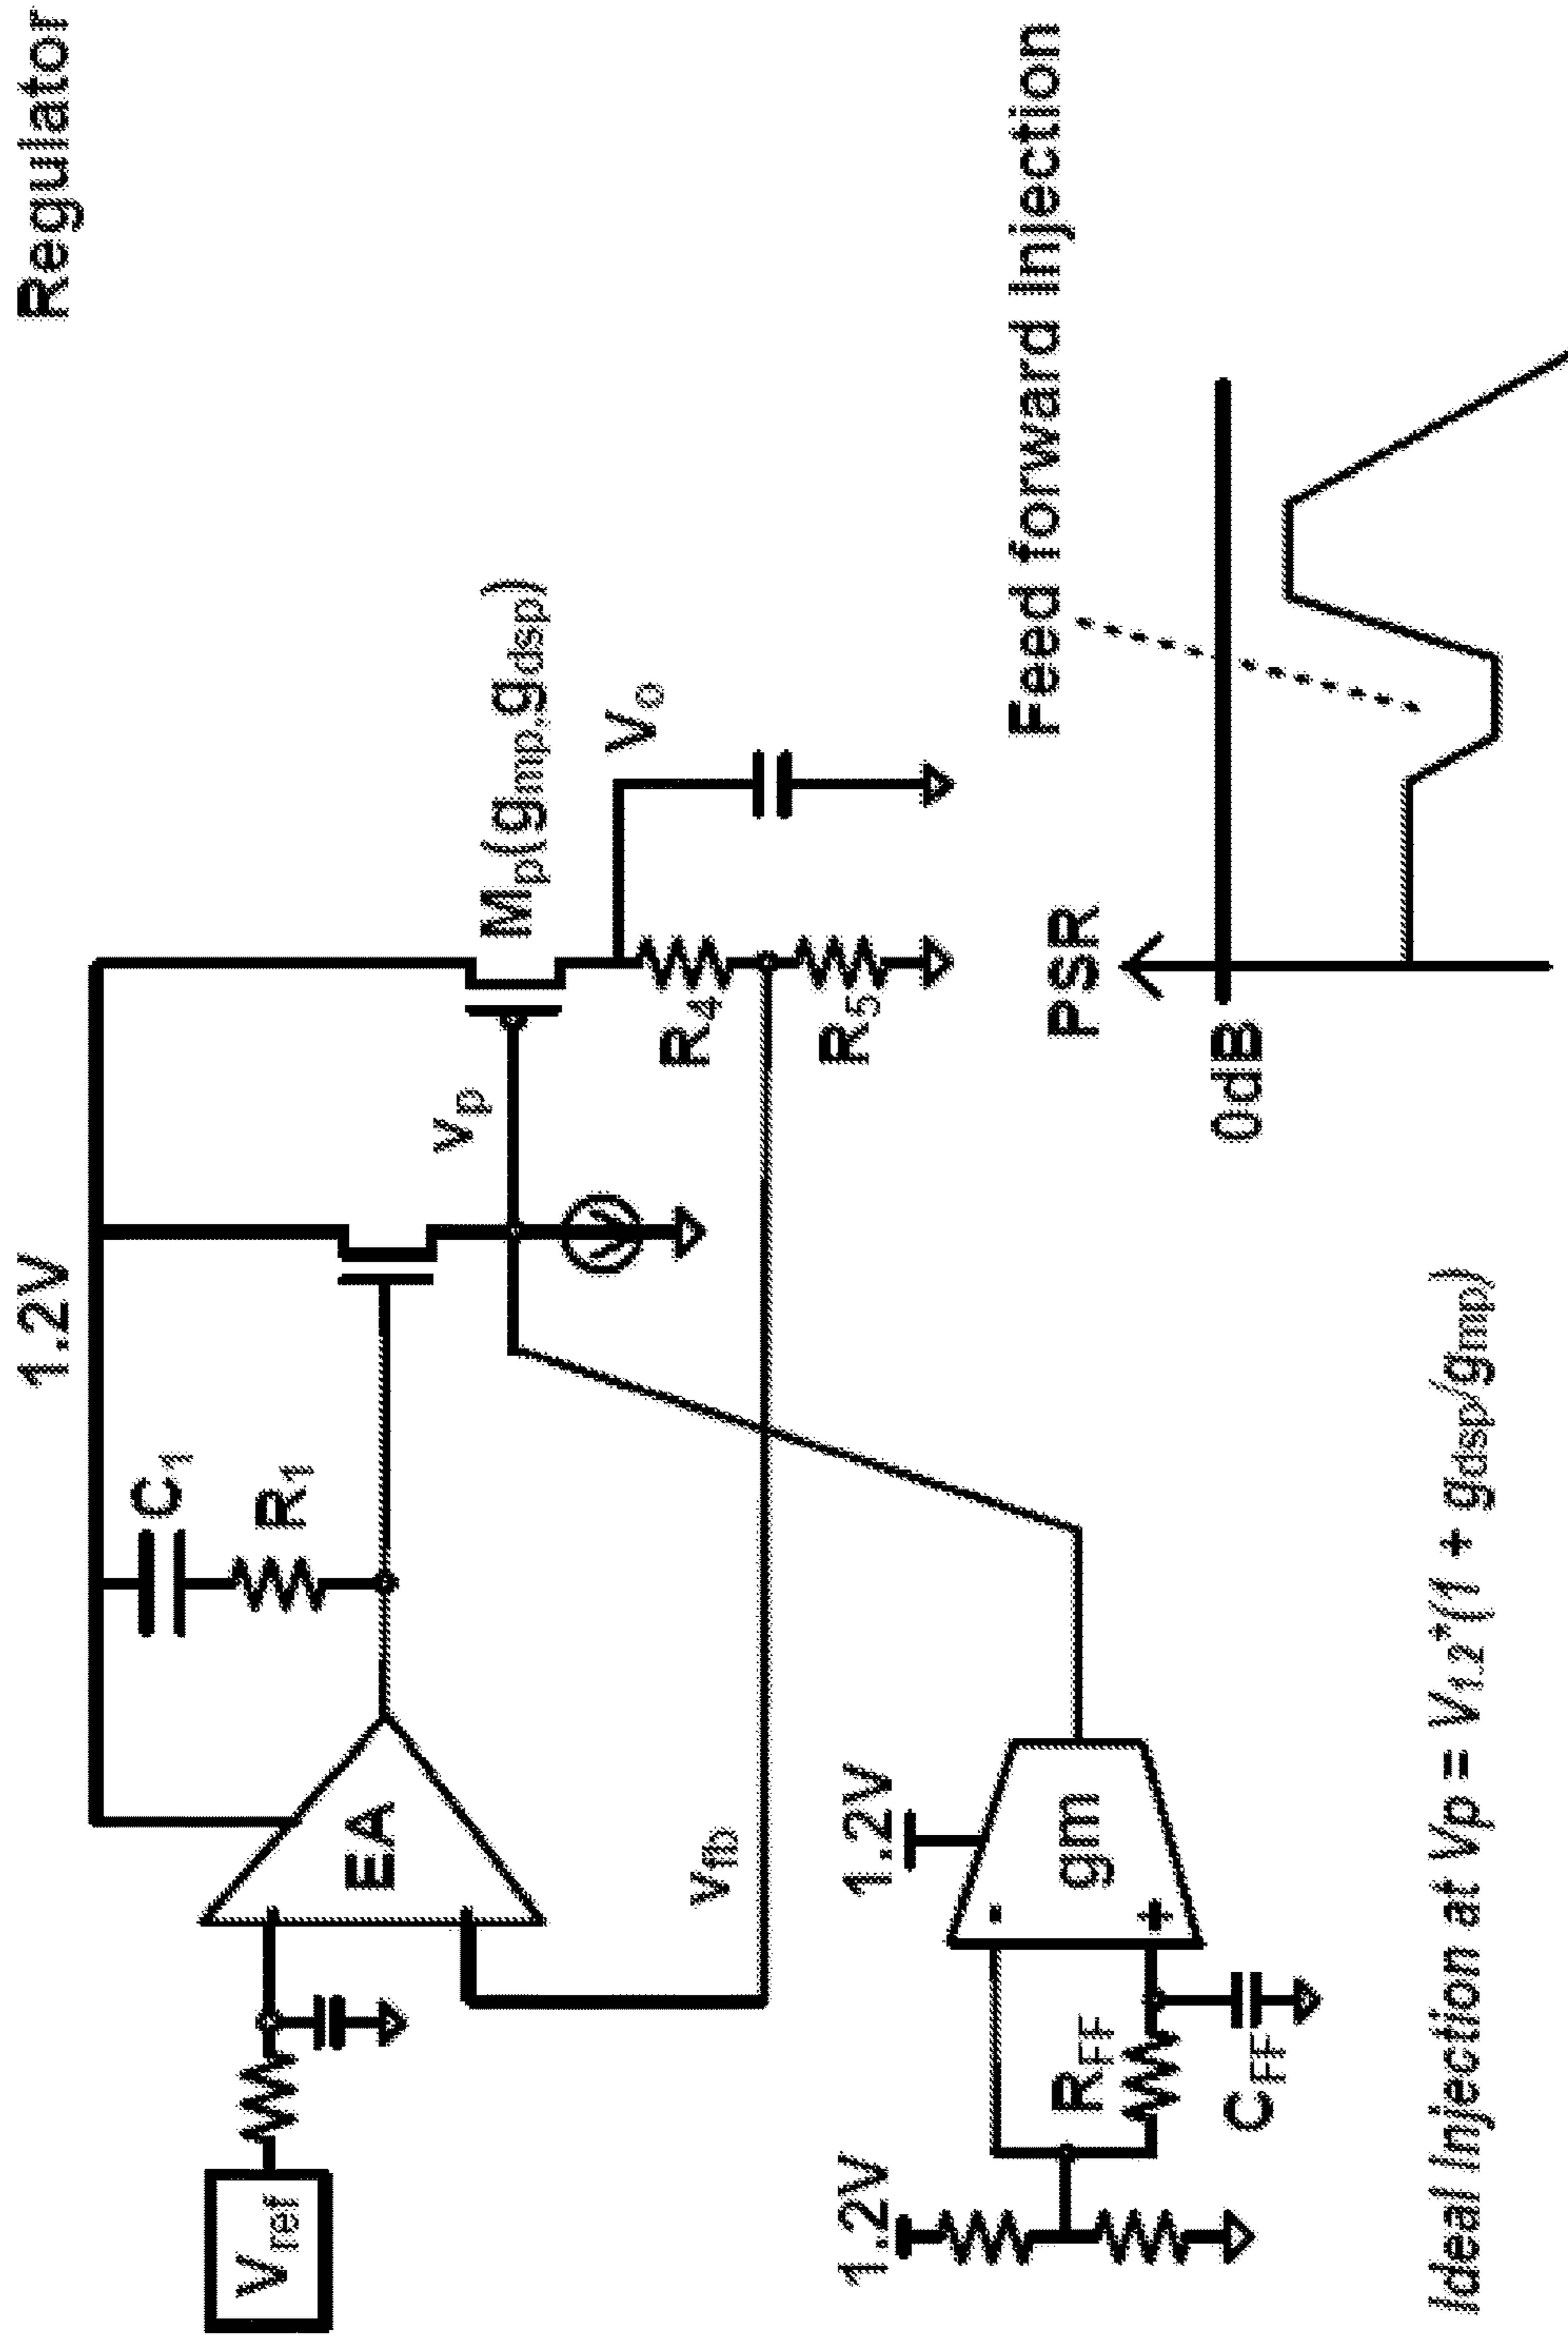 Regulator
1.2V
C1
R1
Vref
EA
vp
Mp(gmp,gdsp)
Vo
R4
R5
vfb
1.2V
1.2V
-
gm
+
RFF
CFF
Feed forward Injection
PSR
0dB
Ideal Injection at Vp = V1.2*(1 + gdsp/gmp)